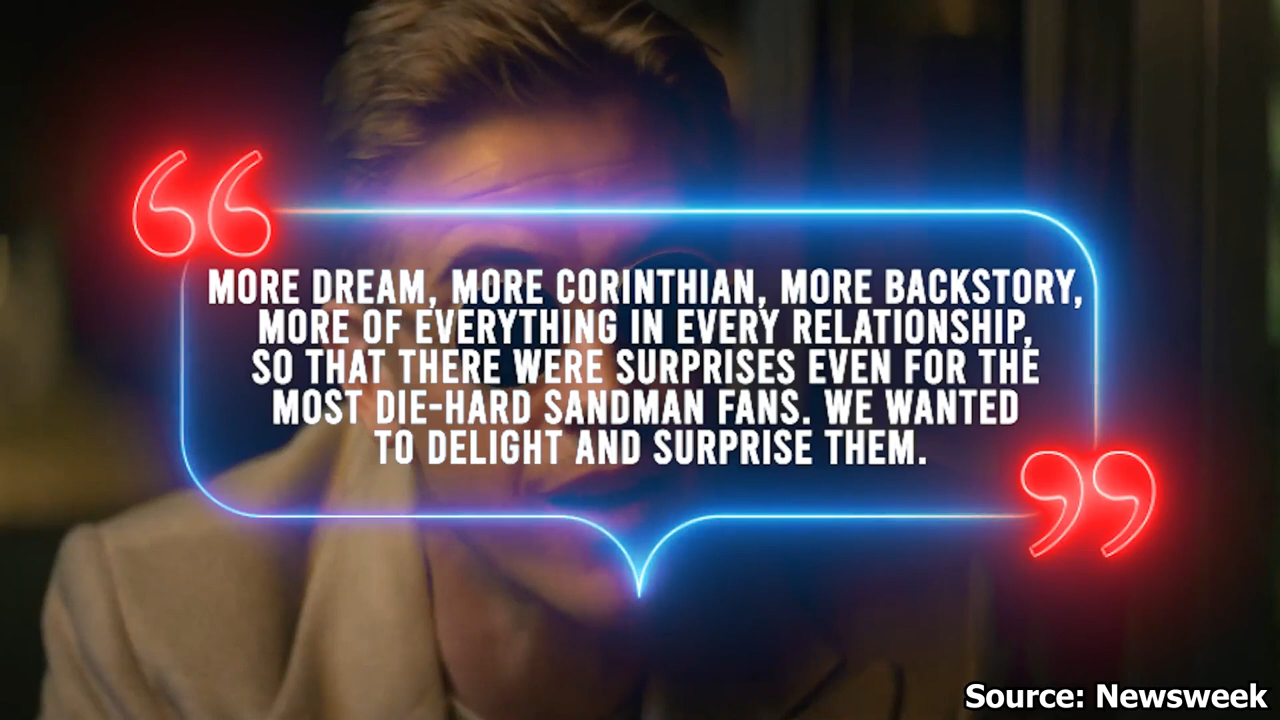 MORE DREAM, MORE CORINTHIAN, MORE BACKSTORY,
MORE OF EVERYTHING IN EVERY RELATIONSHIP,
SO THAT THERE WERE SURPRISES EVEN FOR THE
MOST DIE-HARD SANDMAN FANS. WE WANTED
TO DELIGHT AND SURPRISE THEM.
Source: Newsweek